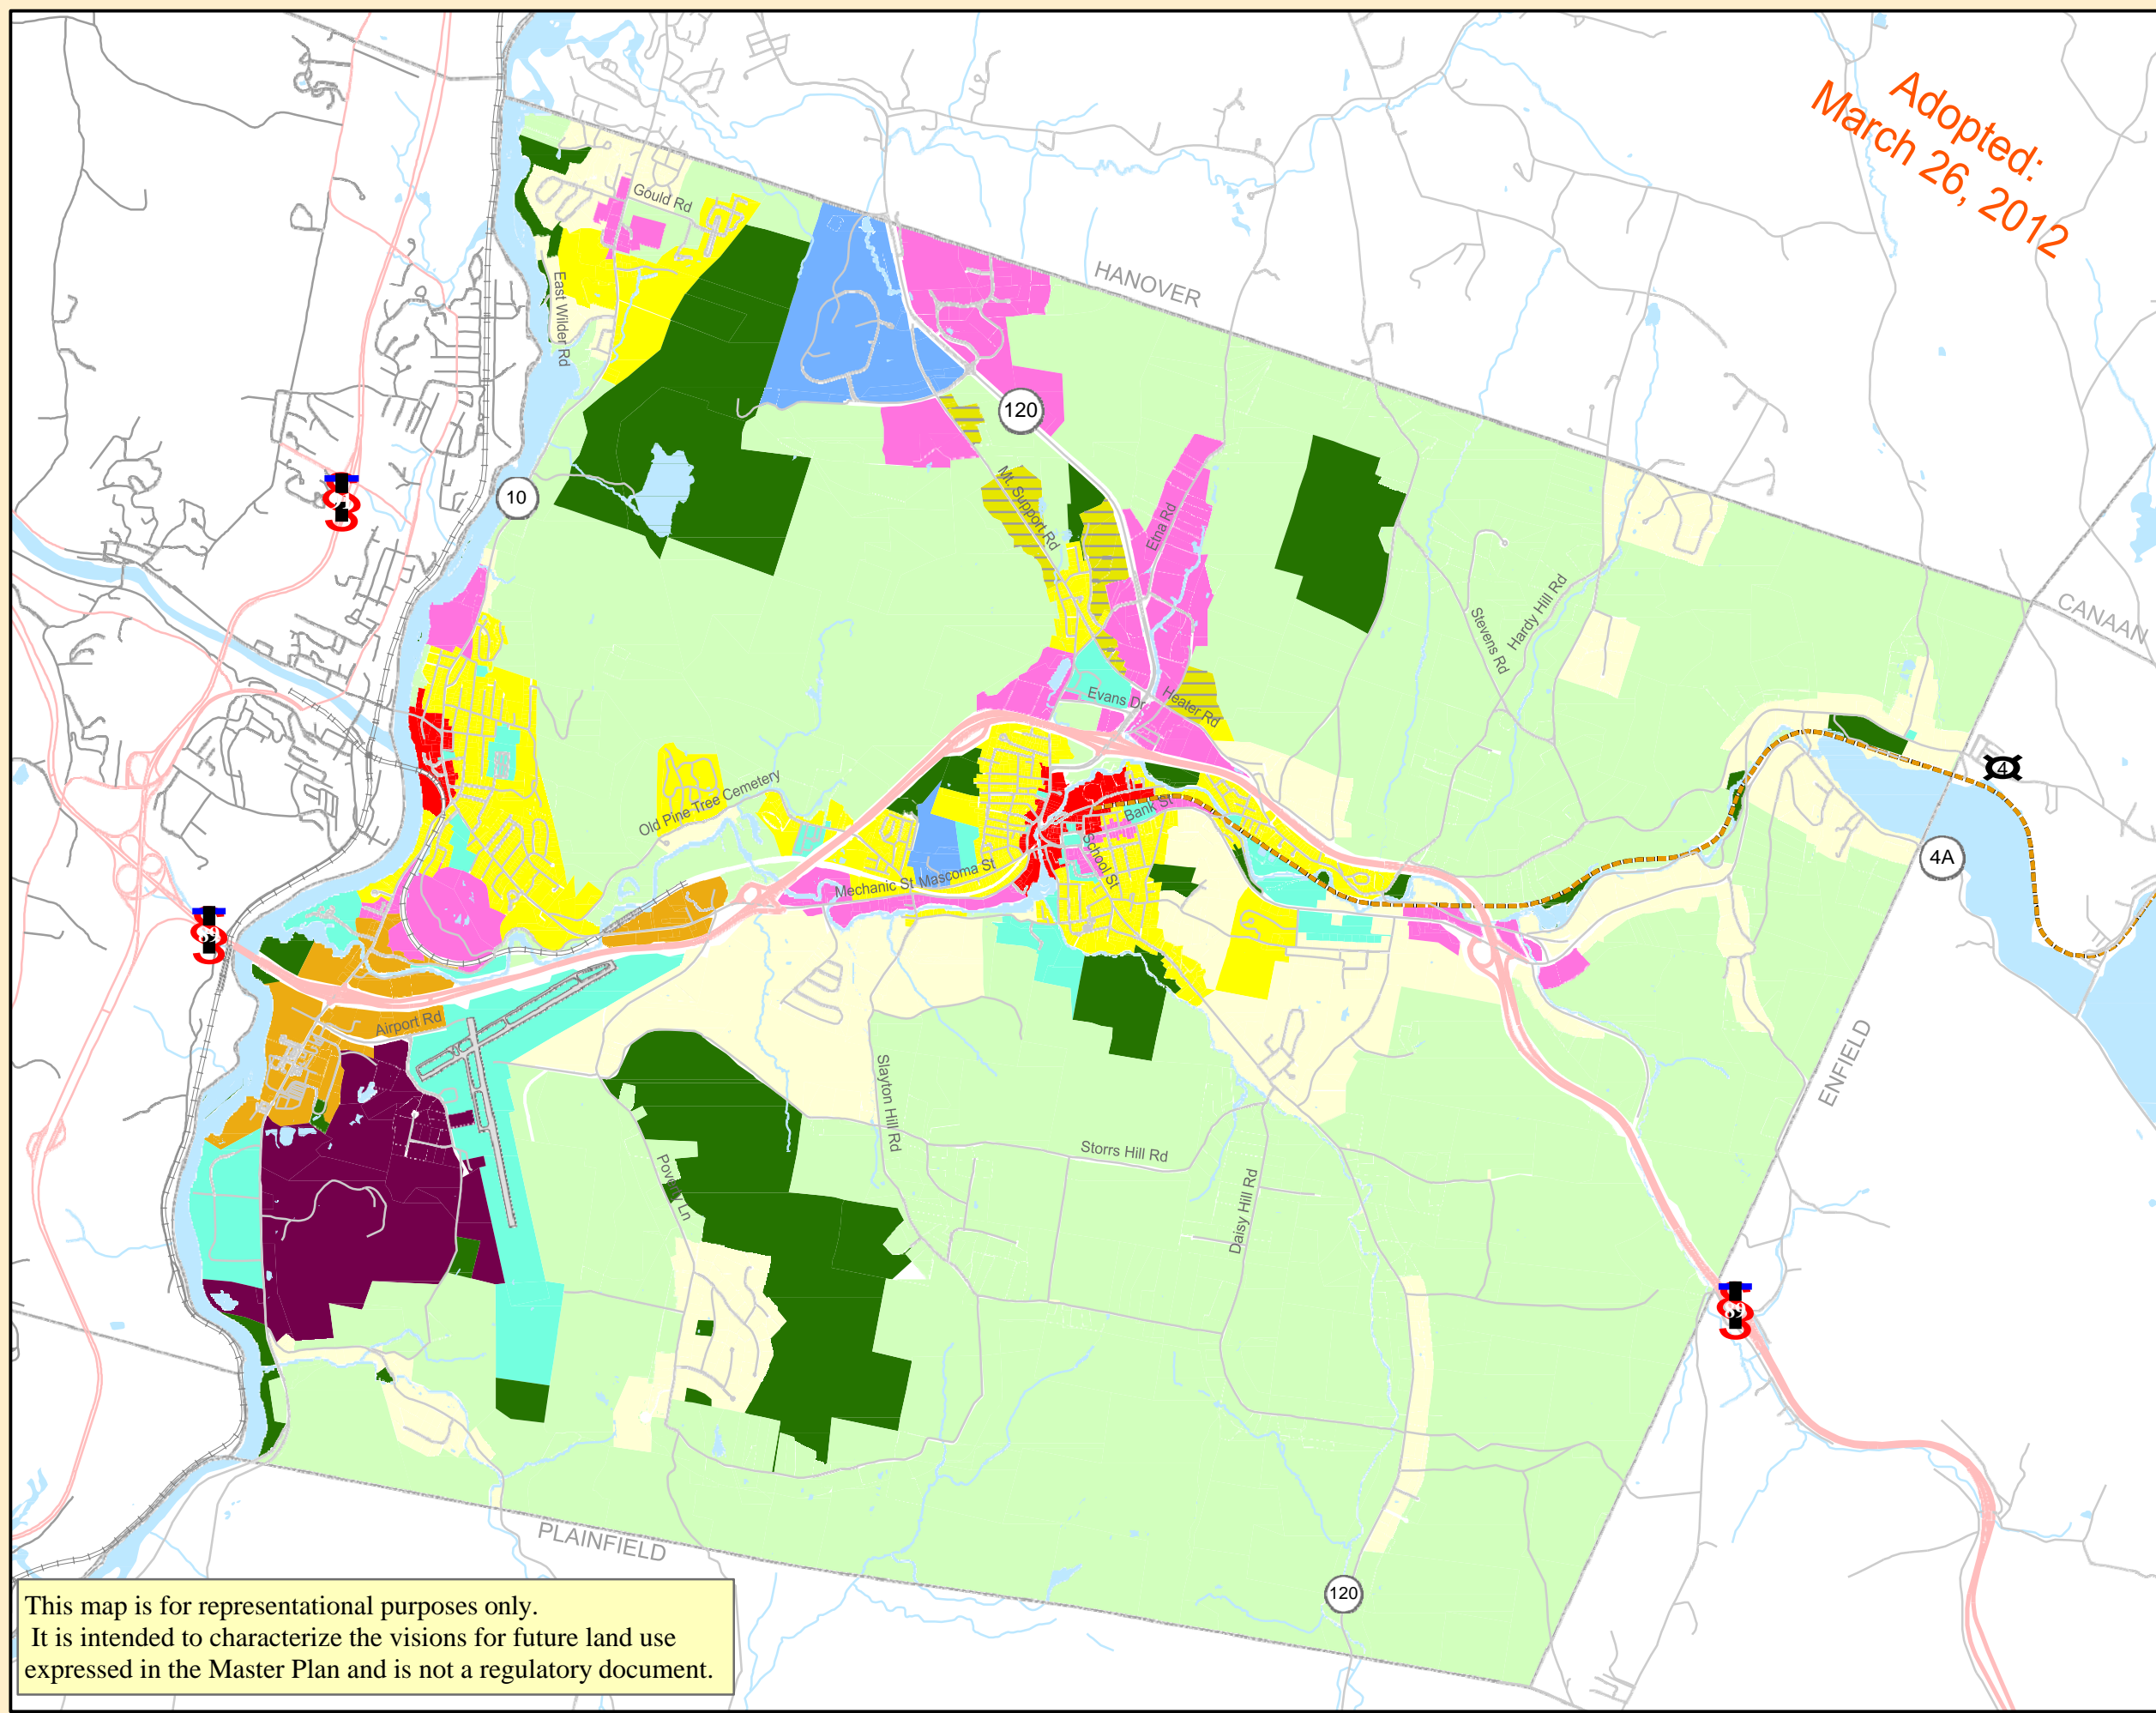 Adopted:
March 26, 2012
HANOVER
Gould Rd
East Wilder Rd
120
10
Mt. Support Rd
Etna Rd
Stevens Rd
Hardy Hill Rd
CANAAN
Evans Dr
Heater Rd
4
Old Pine Tree Cemetery
Bank St
School St
4A
Mechanic St
Mascoma St
Airport Rd
ENFIELD
Slayton Hill Rd
Storrs Hill Rd
Poverty Ln
Daisy Hill Rd
PLAINFIELD
120
This map is for representational purposes only.
It is intended to characterize the visions for future land use
expressed in the Master Plan and is not a regulatory document.